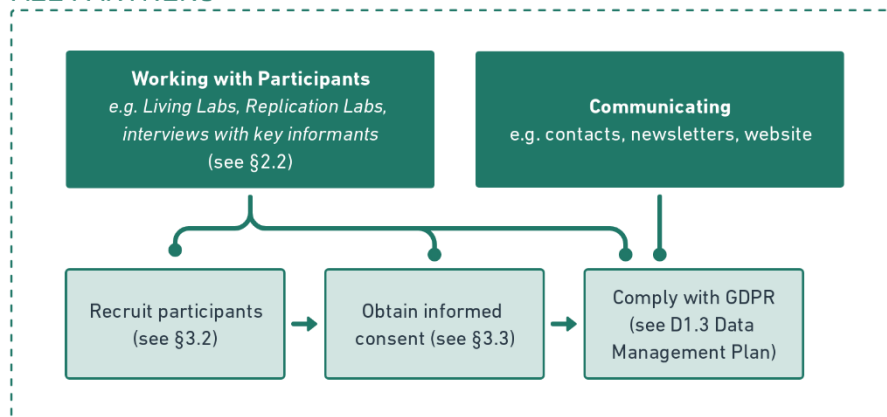 Working with Participants
e.g. Living Labs, Replication Labs,
interviews with key informants
(see §2.2)
Communicating
e.g. contacts, newsletters, website
Recruit participants
(see §3.2)
Obtain informed
consent (see §3.3)
Comply with GDPR
(see D1.3 Data
Management Plan)